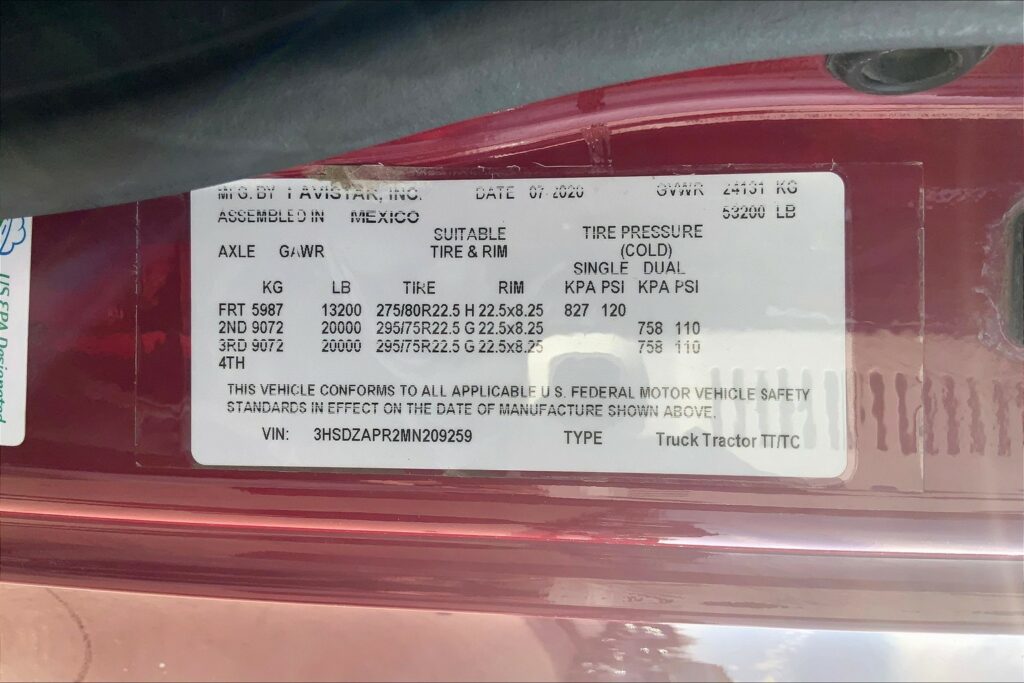 MFG. BY NAVISTAR, INC. DATE 07-2020 GVWR 24131 KG
ASSEMBLED IN MEXICO 53200 LB
SUITABLE TIRE PRESSURE
AXLE GAWR TIRE & RIM (COLD)
SINGLE DUAL
KG LB TIRE RIM KPA PSI KPA PSI
FRT 5987 13200 275/80R22.5 H 22.5x8.25 827 120
2ND 9072 20000 295/75R22.5 G 22.5x8.25 758 110
3RD 9072 20000 295/75R22.5 G 22.5x8.25 758 110
4TH
THIS VEHICLE CONFORMS TO ALL APPLICABLE U.S. FEDERAL MOTOR VEHICLE SAFETY
STANDARDS IN EFFECT ON THE DATE OF MANUFACTURE SHOWN ABOVE.
VIN: 3HSDZAPR2MN209259 TYPE Truck Tractor TT/TC
US EPA Designated